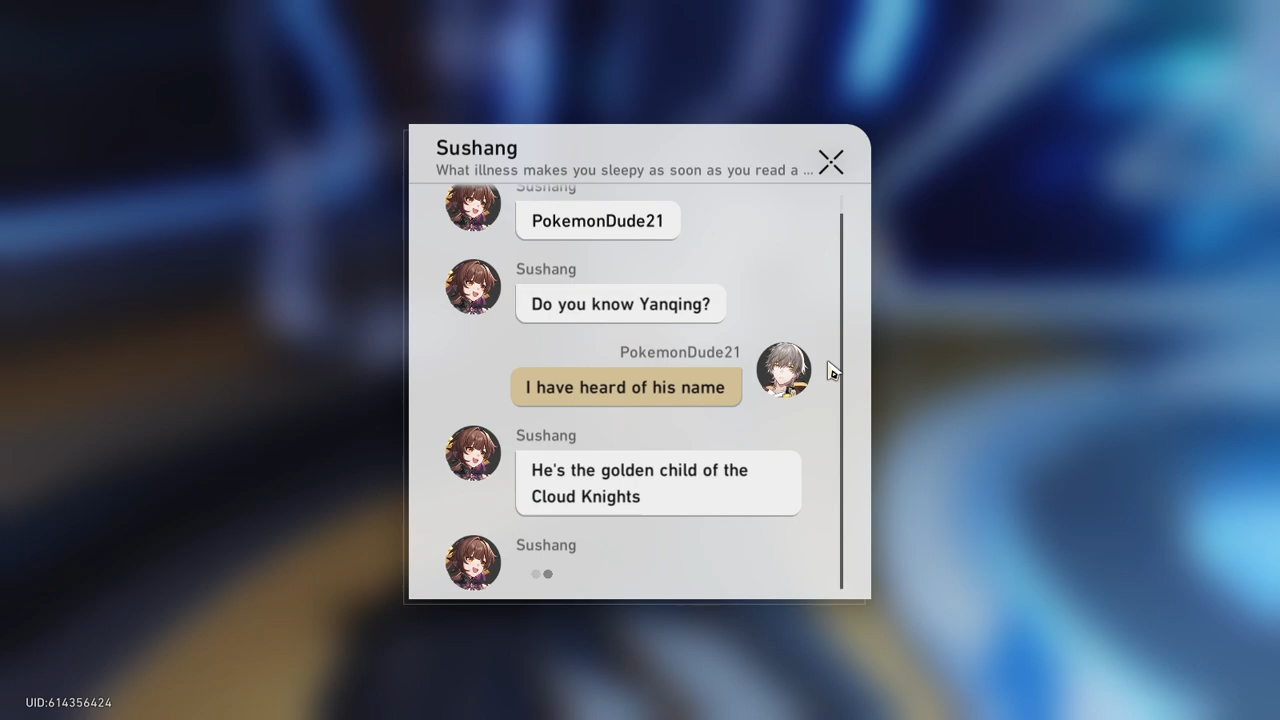 Sushang
What illness makes you sleepy as soon as you read a ...
Sushang
PokemonDude21
Sushang
Do you know Yanqing?
PokemonDude21
I have heard of his name
Sushang
He's the golden child of the
Cloud Knights
Sushang
UID:614356424